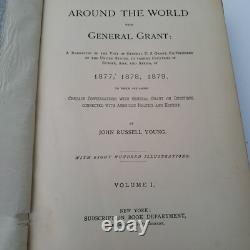 AROUND THE WORLD
WITH
GENERAL GRANT:
A NARRATIVE OF THE VISIT OF GENERAL U. S. GRANT, EX-PRESIDENT
OF THE UNITED STATES, TO VARIOUS COUNTRIES IN
EUROPE, ASIA, AND AFRICA, IN
1877, 1878, 1879.
TO WHICH ARE ADDED
CERTAIN CONVERSATIONS WITH GENERAL GRANT ON QUESTIONS
CONNECTED WITH AMERICAN POLITICS AND HISTORY
BY
JOHN RUSSELL YOUNG.
WITH EIGHT HUNDRED ILLUSTRATIONS.
VOLUME I.
NEW YORK:
SUBSCRIPTION BOOK DEPARTMENT,
COMPANY.